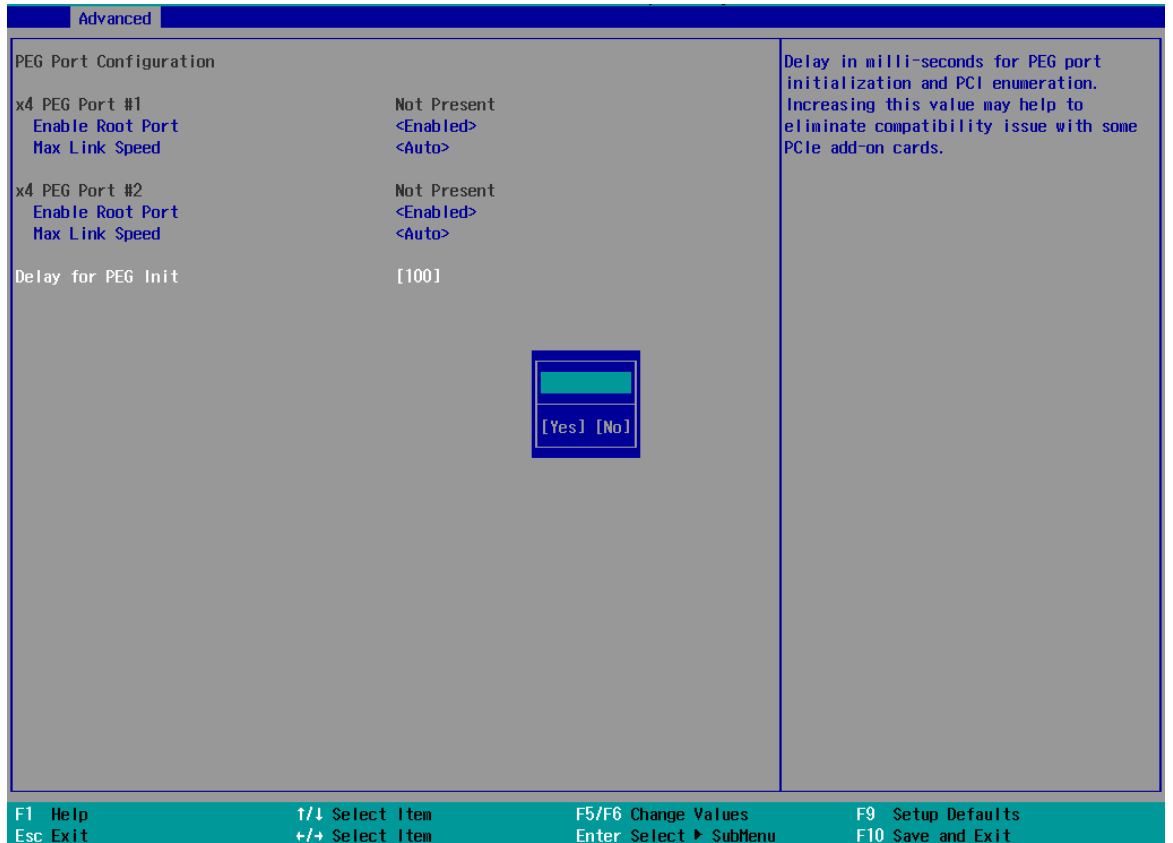 Advanced
PEG Port Configuration
x4 PEG Port #1 Not Present
Enable Root Port <Enabled>
Max Link Speed <Auto>
x4 PEG Port #2 Not Present
Enable Root Port <Enabled>
Max Link Speed <Auto>
Delay for PEG Init [100]
Delay in milli-seconds for PEG port
initialization and PCI enumeration.
Increasing this value may help to
eliminate compatibility issue with some
PCIe add-on cards.
[Yes] [No]
F1 Help ↑/↓ Select Item F5/F6 Change Values F9 Setup Defaults
Esc Exit ←/→ Select Item Enter Select ▶ SubMenu F10 Save and Exit